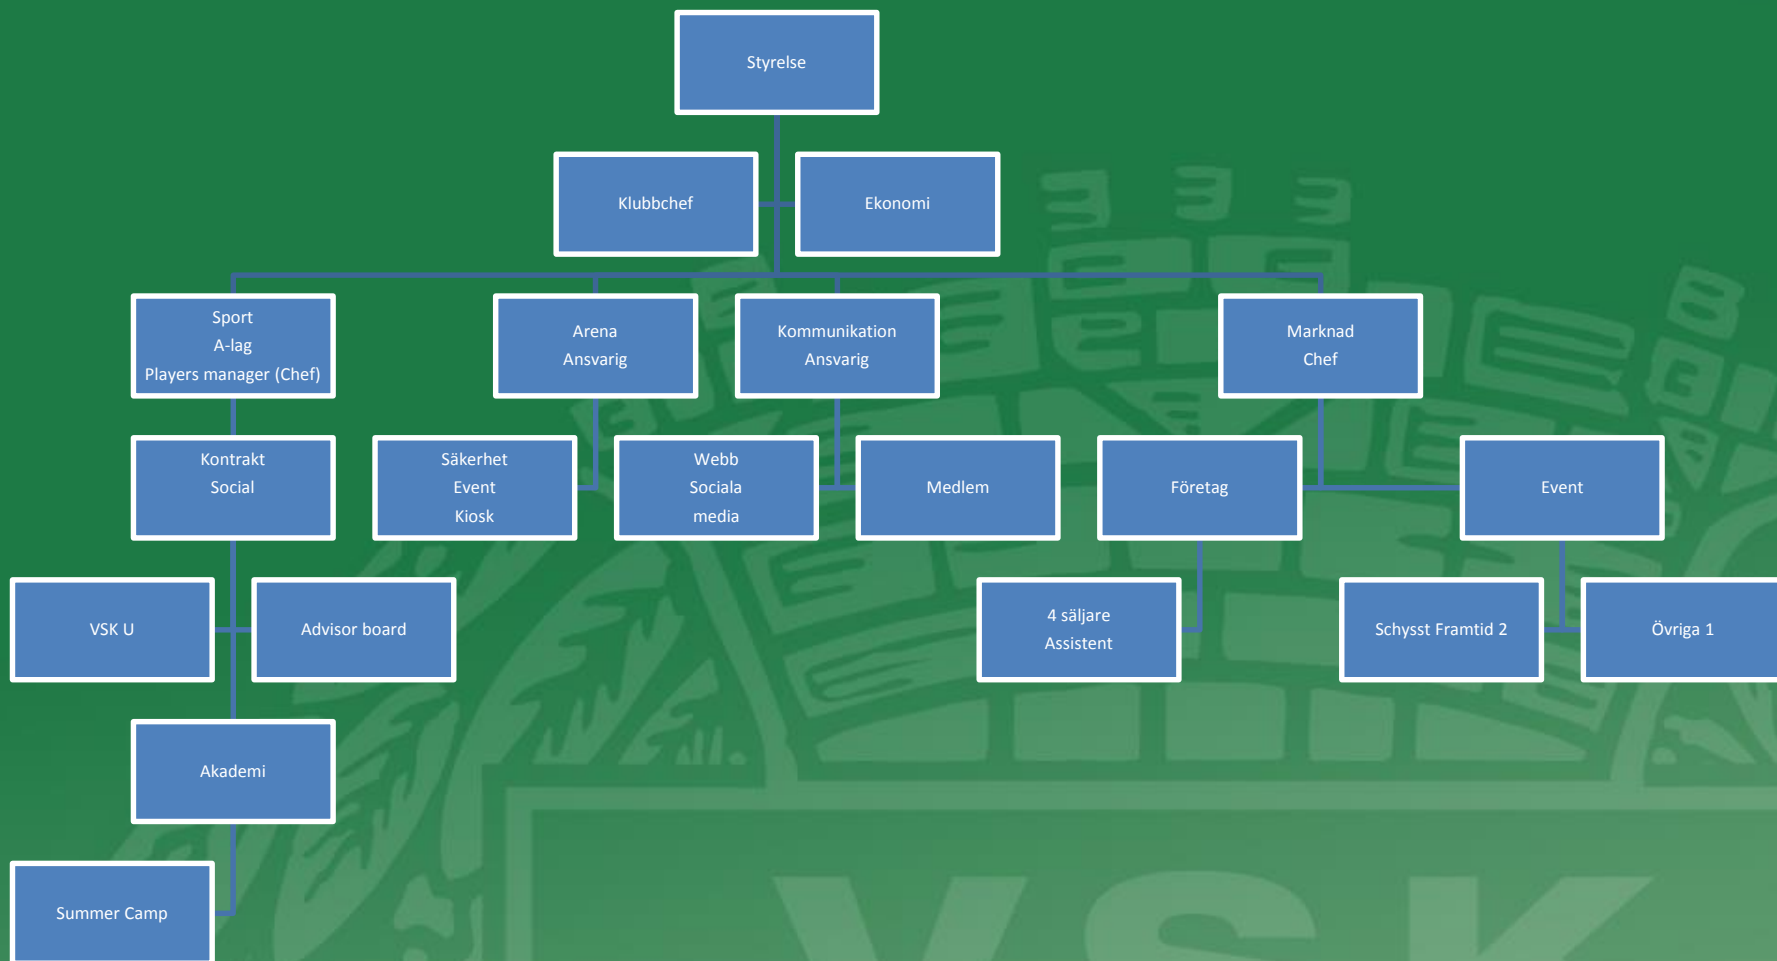 Styrelse
Klubbchef
Ekonomi
Sport
A-lag
Players manager (Chef)
Arena
Ansvarig
Kommunikation
Ansvarig
Marknad
Chef
Kontrakt
Social
Säkerhet
Event
Kiosk
Webb
Sociala
media
Medlem
Företag
Event
VSK U
Advisor board
4 säljare
Assistent
Schysst Framtid 2
Övriga 1
Akademi
Summer Camp
VSK